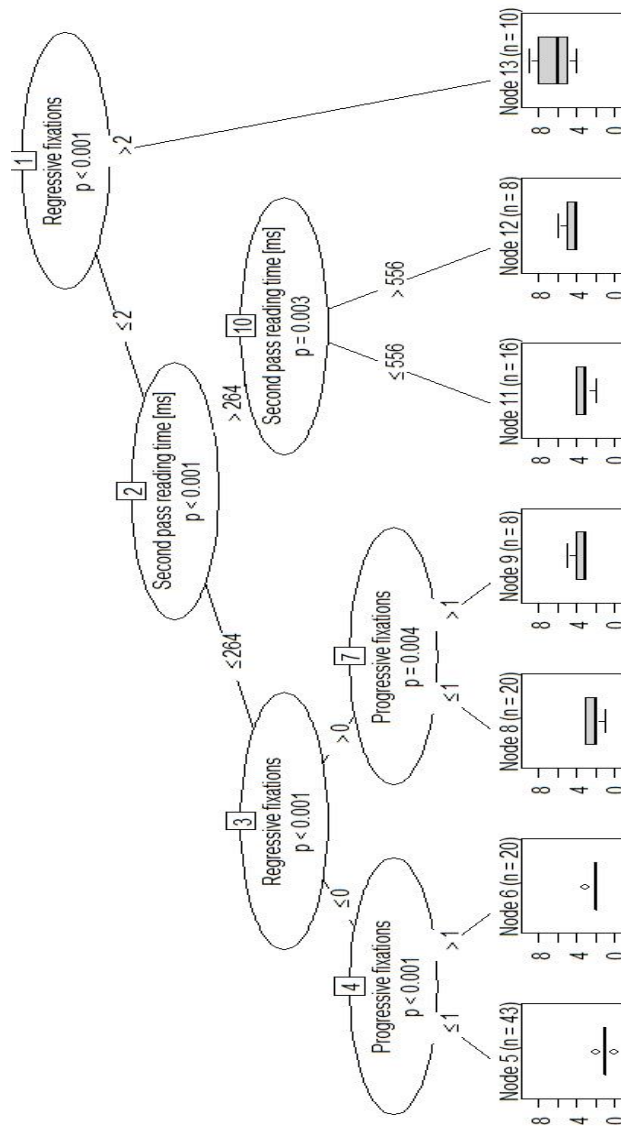 1
Regressive fixations
p < 0.001
≤2
>2
2
Second pass reading time [ms]
p < 0.001
≤264
>264
3
Regressive fixations
p < 0.001
≤0
>0
10
Second pass reading time [ms]
p = 0.003
≤556
>556
4
Progressive fixations
p < 0.001
≤1
>1
7
Progressive fixations
p = 0.004
≤1
>1
Node 5 (n = 43)
8
4
0
Node 6 (n = 20)
8
4
0
Node 8 (n = 20)
8
4
0
Node 9 (n = 8)
8
4
0
Node 11 (n = 16)
8
4
0
Node 12 (n = 8)
8
4
0
Node 13 (n = 10)
8
4
0